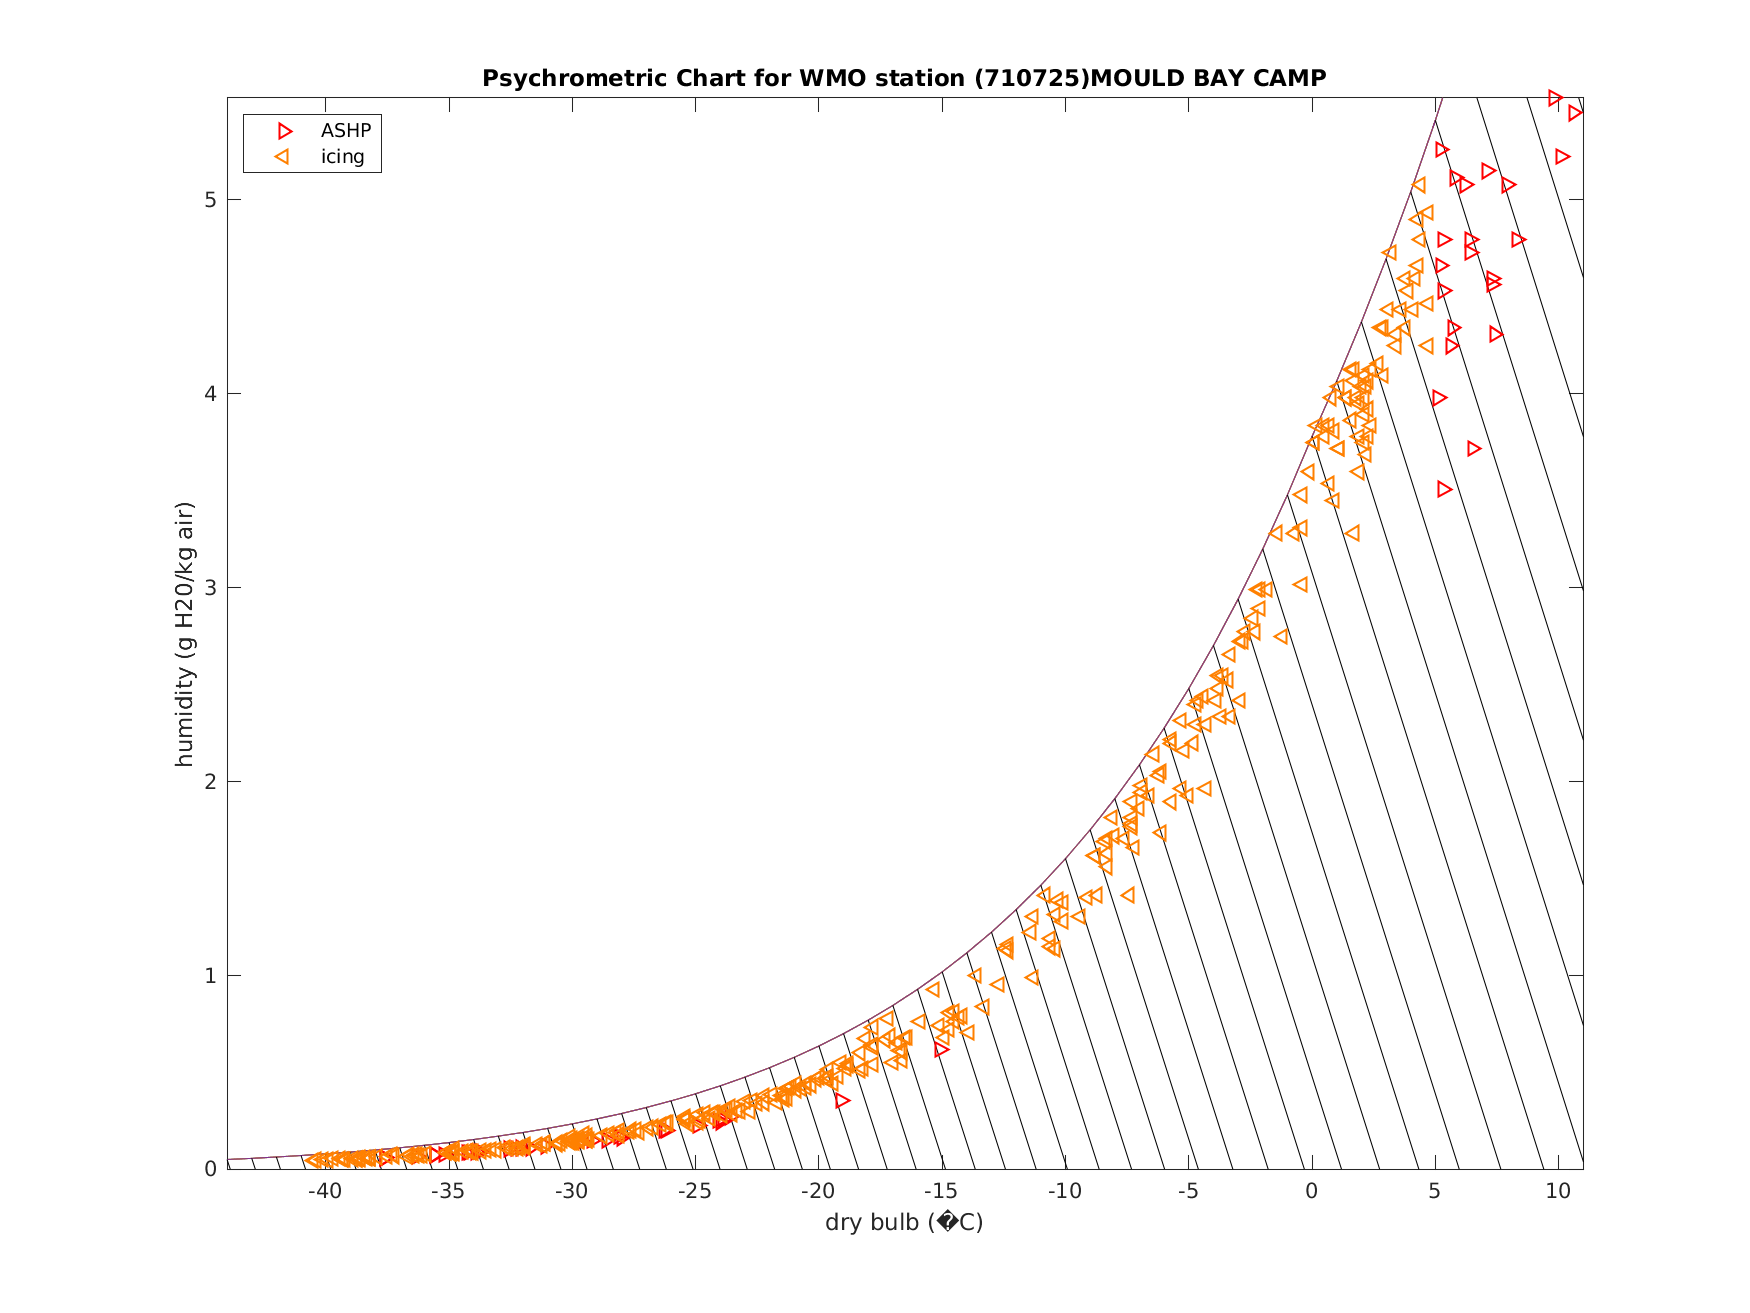 Psychrometric Chart for WMO station (710725)MOULD BAY CAMP
ASHP
icing
humidity (g H20/kg air)
5
4
3
2
1
0
-40 -35 -30 -25 -20 -15 -10 -5 0 5 10
dry bulb (�C)